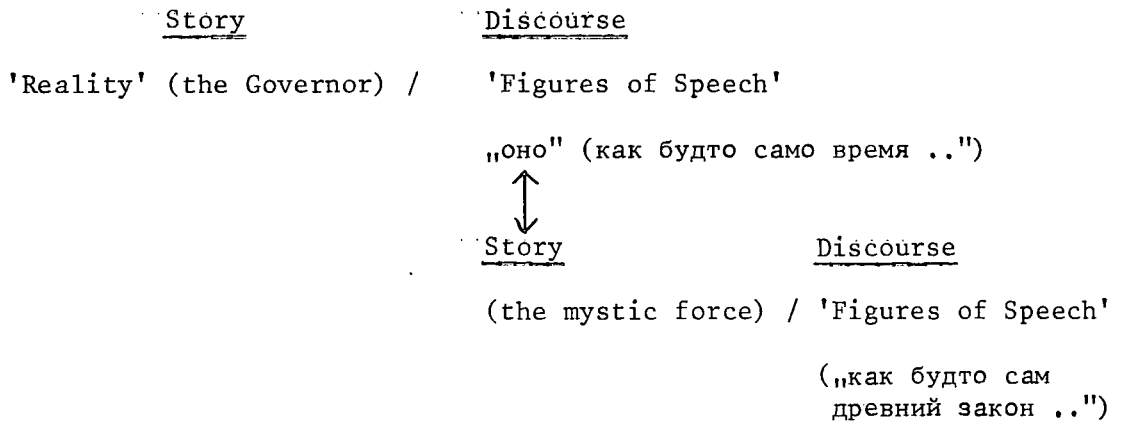 Story Discourse
'Reality' (the Governor) / 'Figures of Speech'
„оно" (как будто само время ..")
Story Discourse
(the mystic force) / 'Figures of Speech'
(„как будто сам
древний закон ..")